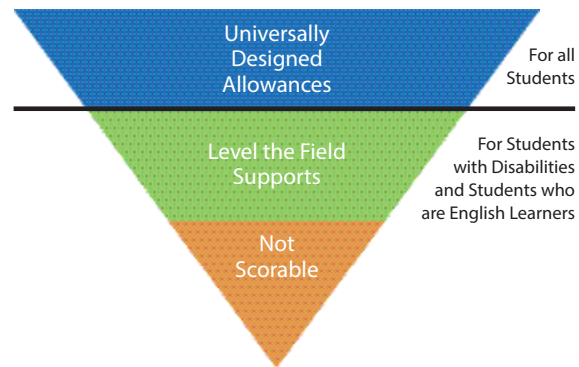 Universally
Designed
Allowances
For all
Students
Level the Field
Supports
For Students
with Disabilities
and Students who
are English Learners
Not
Scorable